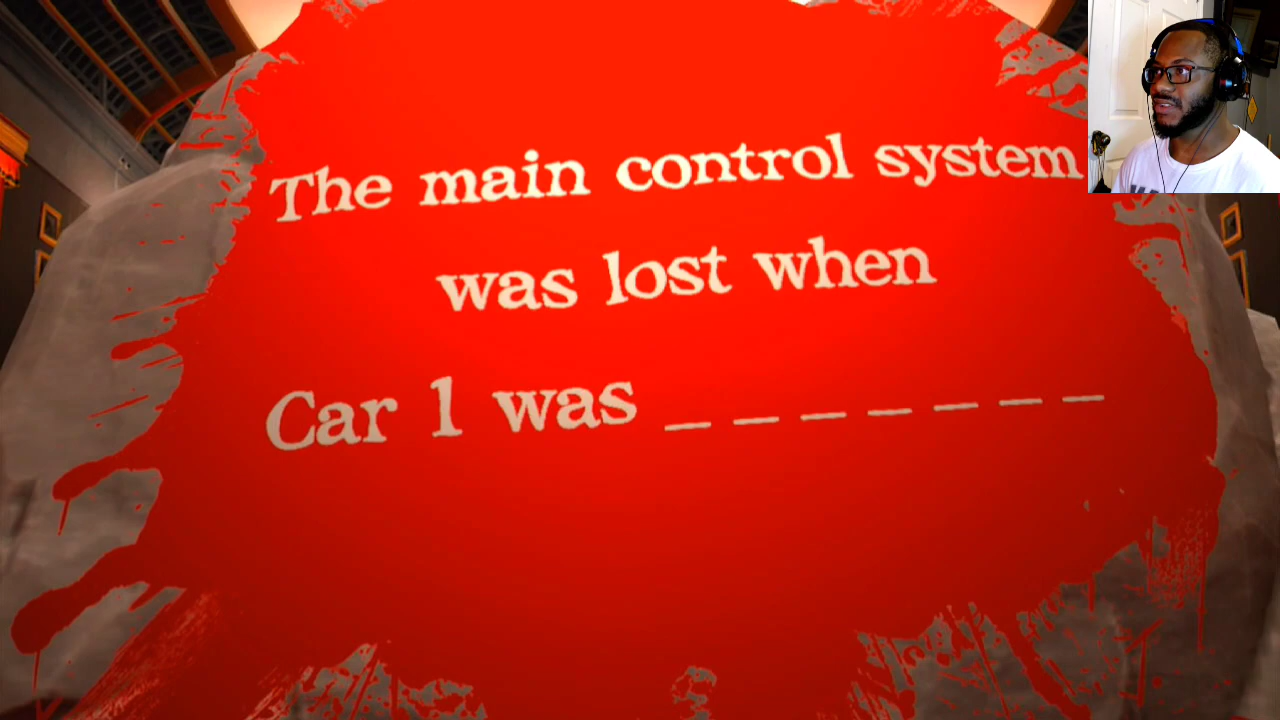 The main control system
was lost when
Car 1 was _ _ _ _ _ _ _